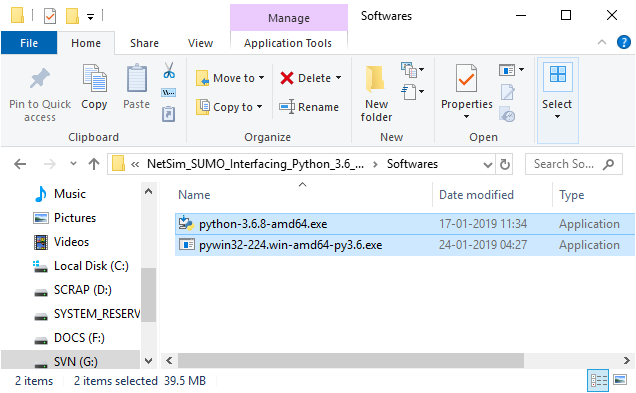 Manage
Softwares
File
Home
Share
View
Application Tools
Pin to Quick access
Copy
Paste
Move to
Copy to
Delete
Rename
New folder
Properties
Select
Clipboard
Organize
New
Open
« NetSim_SUMO_Interfacing_Python_3.6_... > Softwares
Search So...
Name
Date modified
Type
python-3.6.8-amd64.exe 17-01-2019 11:34 Application
pywin32-224.win-amd64-py3.6.exe 24-01-2019 04:27 Application
Music
Pictures
Videos
Local Disk (C:)
SCRAP (D:)
SYSTEM_RESERV
DOCS (F:)
SVN (G:)
2 items
2 items selected 39.5 MB